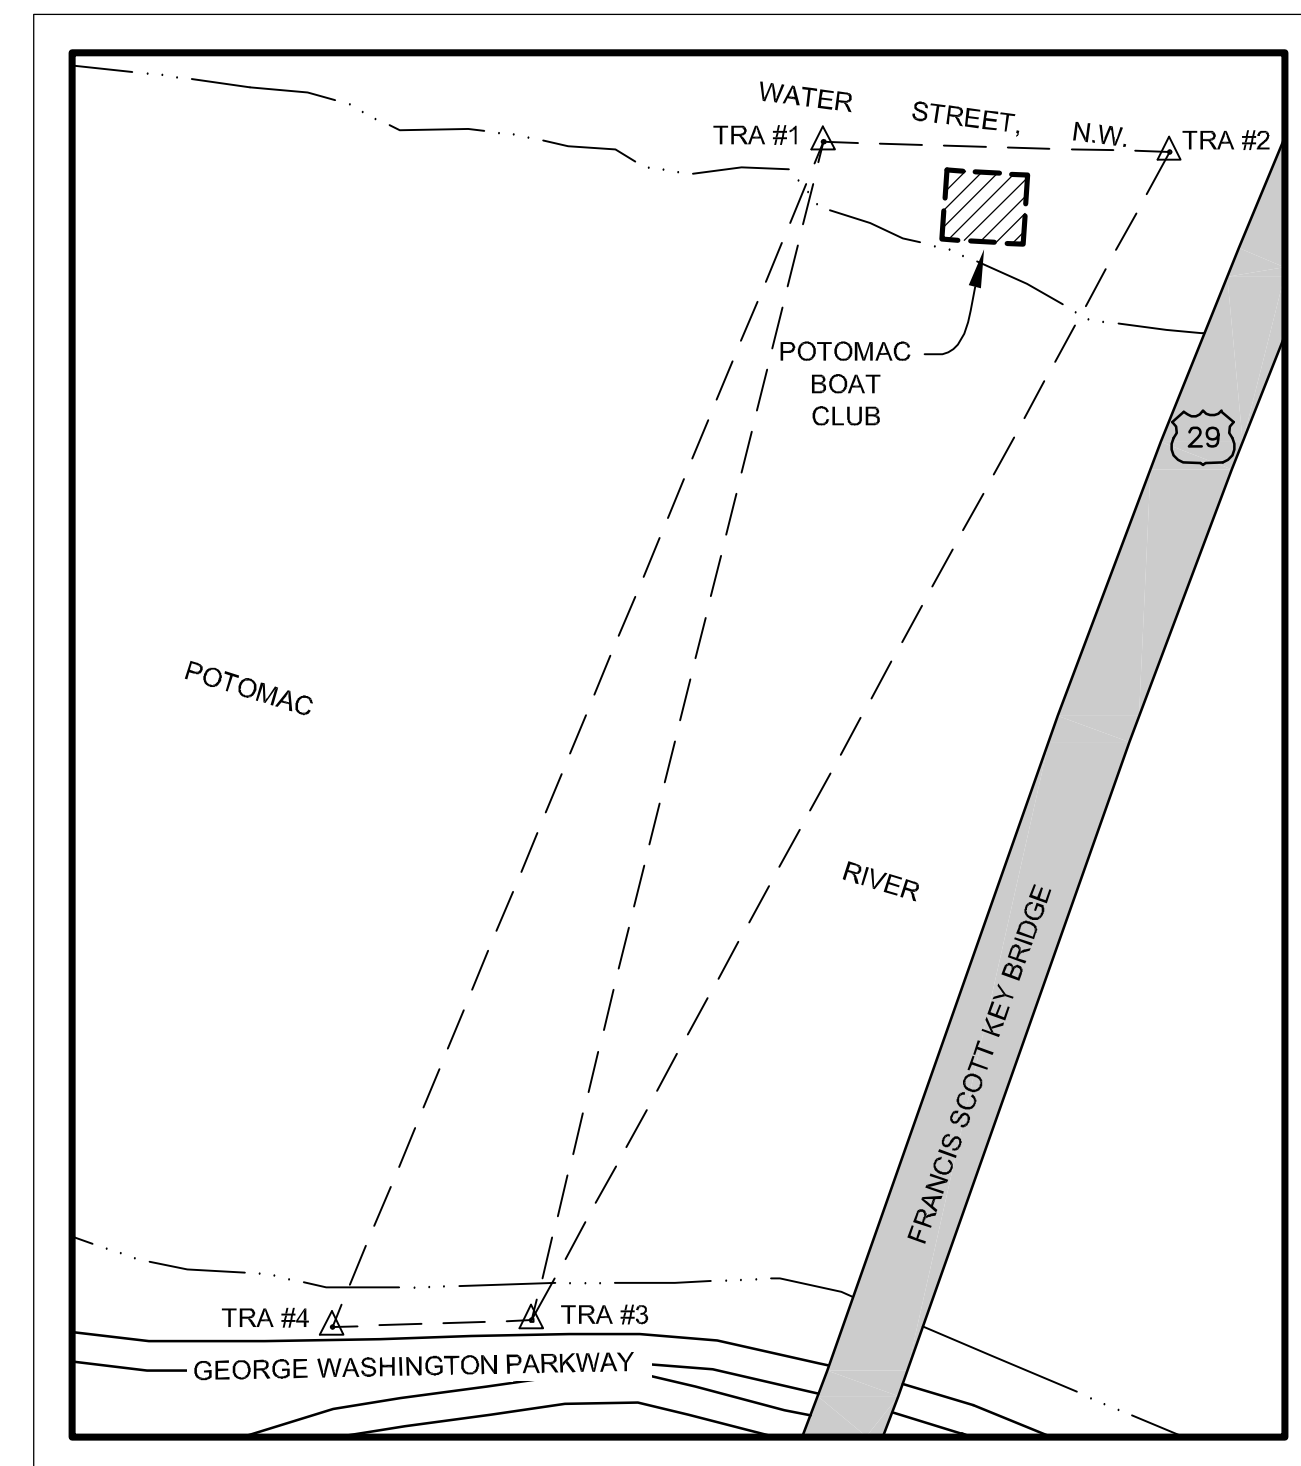 WATER STREET, N.W.
TRA #1
TRA #2
POTOMAC
BOAT
CLUB
29
POTOMAC
RIVER
FRANCIS SCOTT KEY BRIDGE
TRA #4
TRA #3
GEORGE WASHINGTON PARKWAY